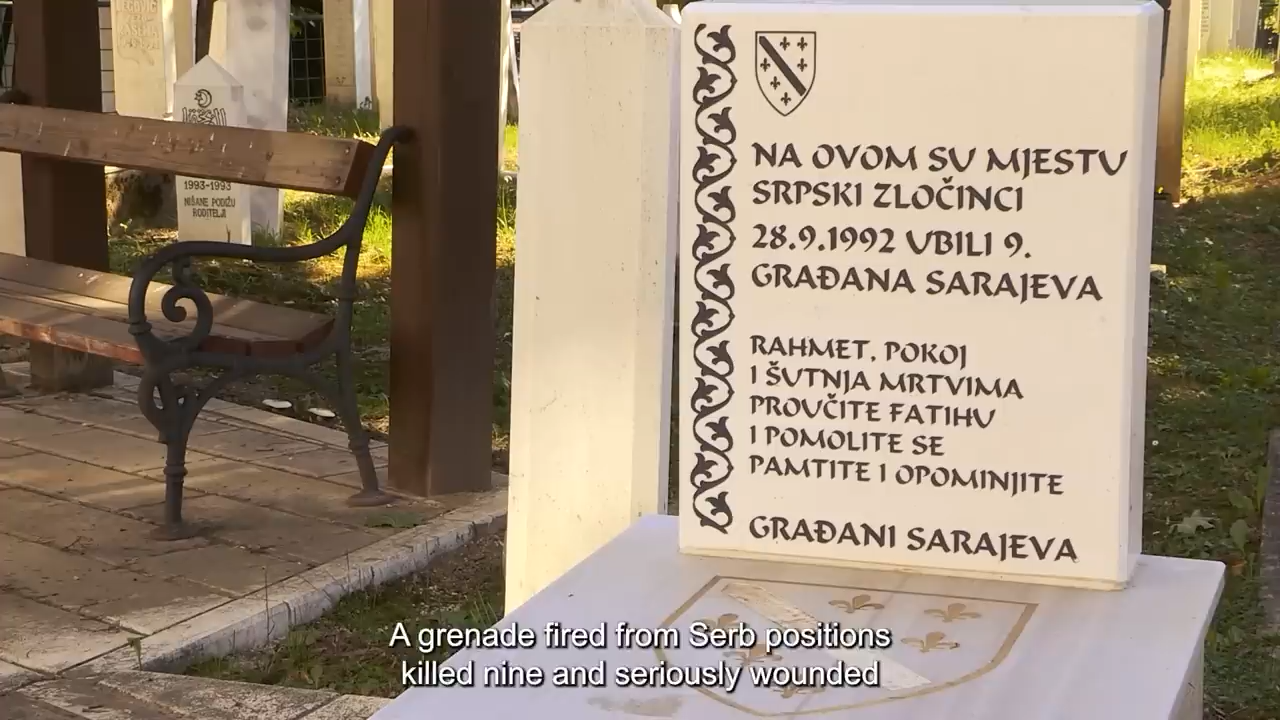 1993-1993
NIŠANE PODIŽU
RODITELJI
NA OVOM SU MJESTU
SRPSKI ZLOČINCI
28.9.1992 UBILI 9.
GRAĐANA SARAJEVA
RAHMET, POKOJ
I ŠUTNJA MRTVIMA
PROUČITE FATIHU
I POMOLITE SE
PAMTITE I OPOMINJITE
GRAĐANI SARAJEVA
A grenade fired from Serb positions
killed nine and seriously wounded